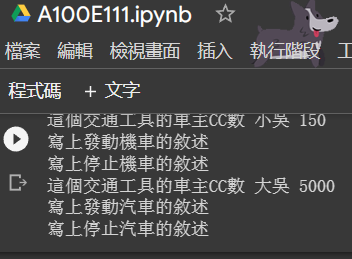 A100E111.ipynb
檔案 編輯 檢視畫面 插入 執行階段
程式碼 + 文字
這個交通工具的車主CC數 小吳 150
寫上發動機車的敘述
寫上停止機車的敘述
這個交通工具的車主CC數 大吳 5000
寫上發動汽車的敘述
寫上停止汽車的敘述